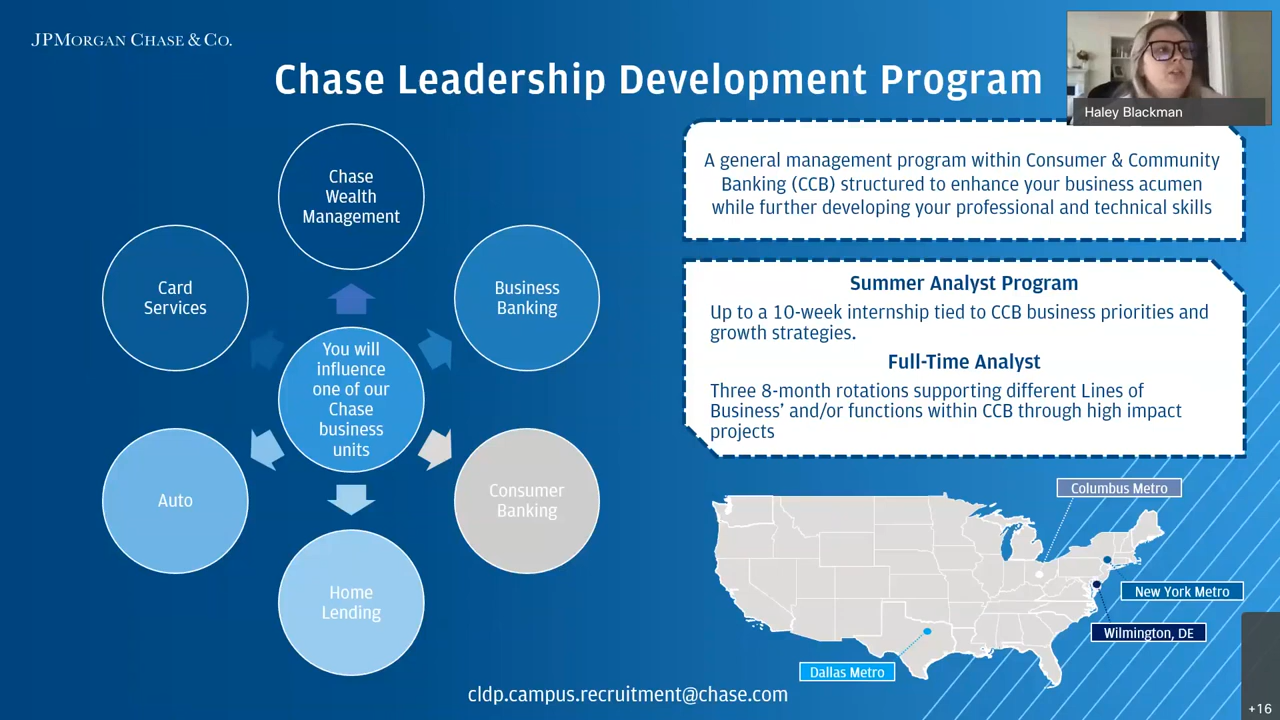 JPMORGAN CHASE & CO.
Chase Leadership Development Program
Haley Blackman
Chase
Wealth
Management
Card
Services
Business
Banking
You will
influence
one of our
Chase
business
units
Auto
Consumer
Banking
Home
Lending
A general management program within Consumer & Community
Banking (CCB) structured to enhance your business acumen
while further developing your professional and technical skills
Summer Analyst Program
Up to a 10-week internship tied to CCB business priorities and
growth strategies.
Full-Time Analyst
Three 8-month rotations supporting different Lines of
Business’ and/or functions within CCB through high impact
projects
Columbus Metro
New York Metro
Wilmington, DE
Dallas Metro
cldp.campus.recruitment@chase.com
+16